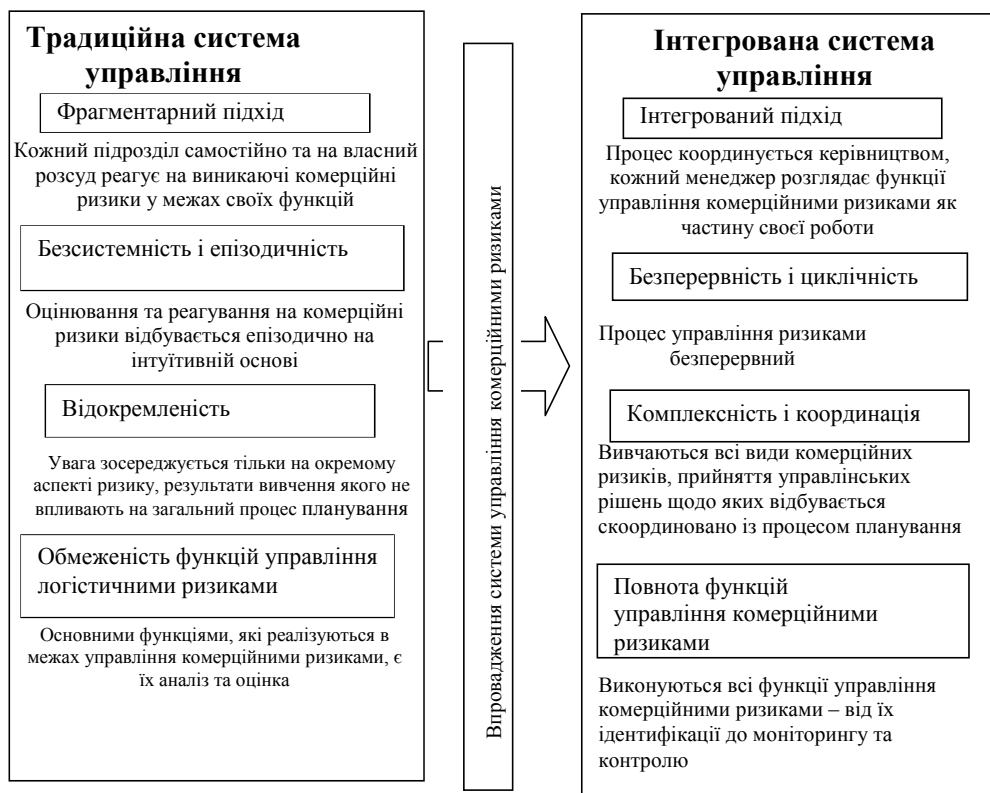 Традиційна система
управління
Фрагментарний підхід
Кожний підрозділ самостійно та на власний
розсуд реагує на виникаючі комерційні
ризики у межах своїх функцій
Безсистемність і епізодичність
Оцінювання та реагування на комерційні
ризики відбувається епізодично на
інтуїтивній основі
Відокремленість
Увага зосереджується тільки на окремому
аспекті ризику, результати вивчення якого не
впливають на загальний процес планування
Обмеженість функцій управління
логістичними ризиками
Основними функціями, які реалізуються в
межах управління комерційними ризиками, є
їх аналіз та оцінка
Впровадження системи управління комерційними ризиками
Інтегрована система
управління
Інтегрований підхід
Процес координується керівництвом,
кожний менеджер розглядає функції
управління комерційними ризиками як
частину своєї роботи
Безперервність і циклічність
Процес управління ризиками
безперервний
Комплексність і координація
Вивчаються всі види комерційних
ризиків, прийняття управлінських
рішень щодо яких відбувається
скоординовано із процесом планування
Повнота функцій
управління комерційними
ризиками
Виконуються всі функції управління
комерційними ризиками – від їх
ідентифікації до моніторингу та
контролю